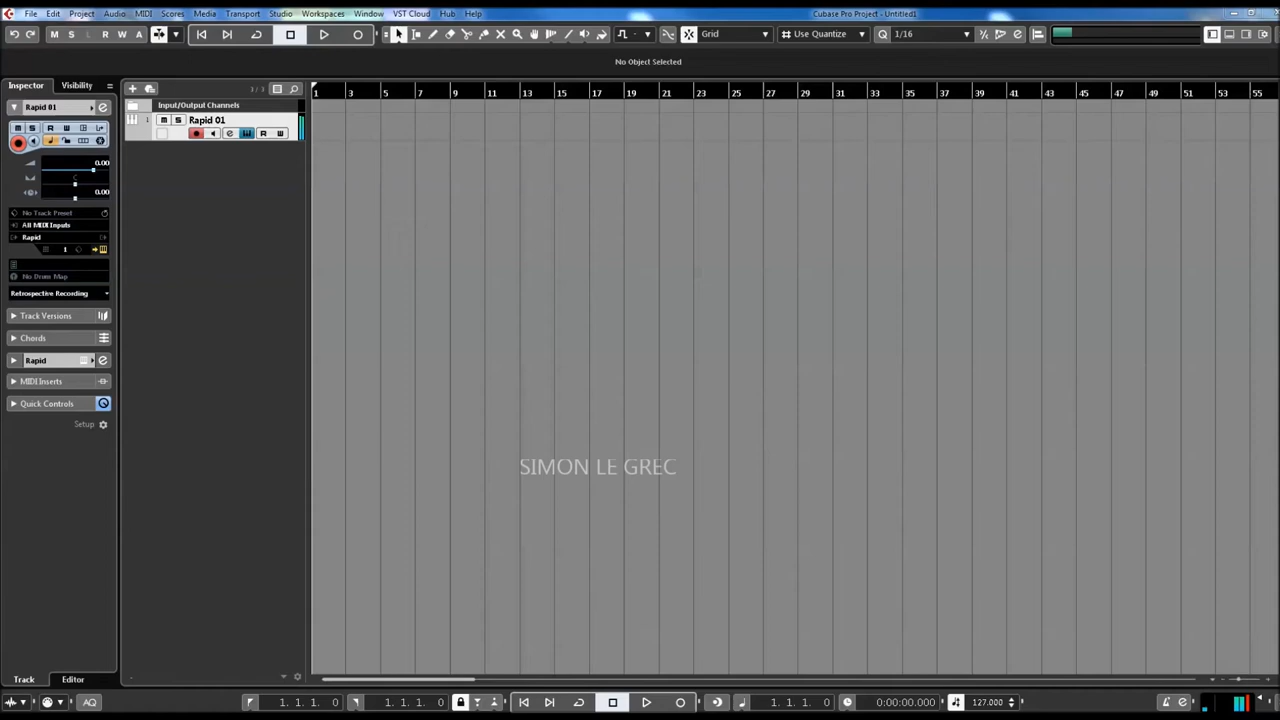 File Edit Project Audio MIDI Scores Media Transport Studio Workspaces Window VST Cloud Hub Help Cubase Pro Project - Untitled1
M S L R W A Grid Use Quantize Q 1/16
No Object Selected
Inspector Visibility 3 / 3 1 3 5 7 9 11 13 15 17 19 21 23 25 27 29 31 33 35 37 39 41 43 45 47 49 51 53 55
Rapid 01 Input/Output Channels
1 M S Rapid 01
R W
M S R W
0.00
C
0.00
No Track Preset
All MIDI Inputs
Rapid
1
No Drum Map
Retrospective Recording
Track Versions
Chords
Rapid
MIDI Inserts
Quick Controls
Setup
SIMON LE GREC
Track Editor
AQ 1. 1. 1. 0 1. 1. 1. 0 1. 1. 1. 0 0:00:00.000 127.000